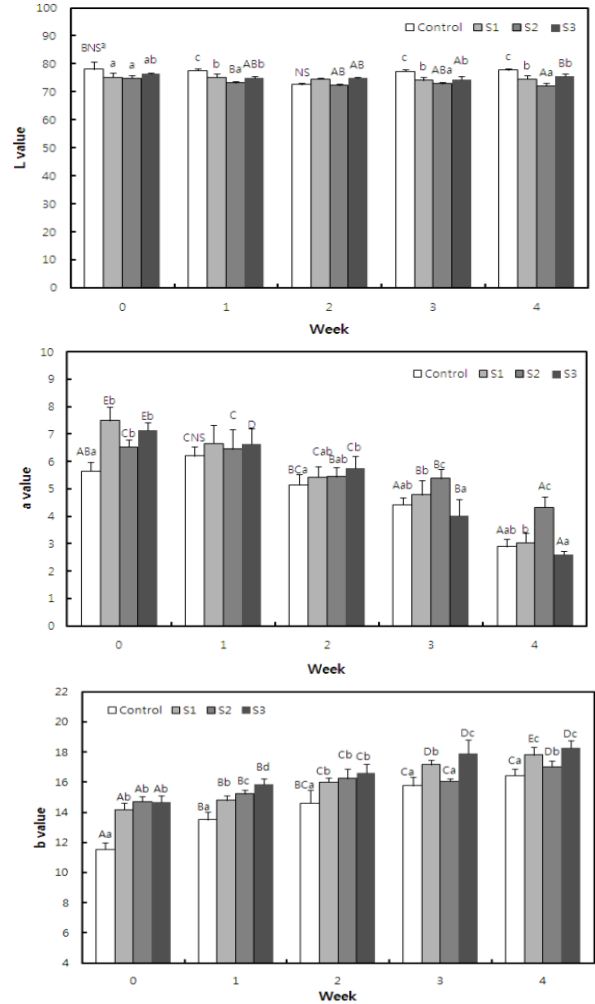 100
90
80
70
60
50
40
30
20
10
0
L value
Control S1 S2 S3
a a ab
c b Ba ABb
NS AB AB
c b ABa Ab
c b Aa Bb
0 1 2 3 4
Week
10
9
8
7
6
5
4
3
2
1
0
a value
Control S1 S2 S3
ABa Eb Cb Eb
CNS C D
BCa Cab Bab Cb
Aab Bb Bc Ba
Aab b Ac Aa
0 1 2 3 4
Week
22
20
18
16
14
12
10
8
6
4
b value
Control S1 S2 S3
Aa Ab Ab Ab
Ba Bb Bc Bd
BCa Cb Cb Cb
Ca Db Ca Dc
Ca Ec Db Dc
0 1 2 3 4
Week